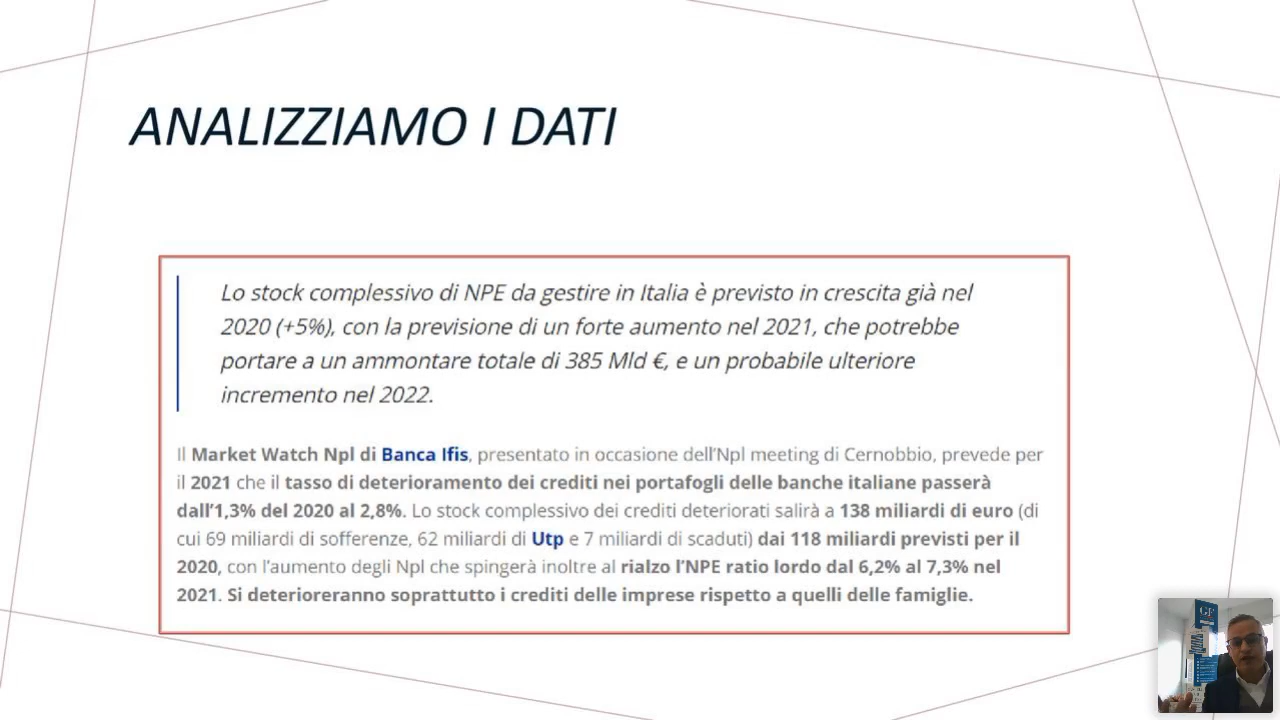 ANALIZZIAMO I DATI
Lo stock complessivo di NPE da gestire in Italia è previsto in crescita già nel
2020 (+5%), con la previsione di un forte aumento nel 2021, che potrebbe
portare a un ammontare totale di 385 Mld €, e un probabile ulteriore
incremento nel 2022.
Il Market Watch Npl di Banca Ifis, presentato in occasione dell'Npl meeting di Cernobbio, prevede per
il 2021 che il tasso di deterioramento dei crediti nei portafogli delle banche italiane passerà
dall'1,3% del 2020 al 2,8%. Lo stock complessivo dei crediti deteriorati salirà a 138 miliardi di euro (di
cui 69 miliardi di sofferenze, 62 miliardi di Utp e 7 miliardi di scaduti) dai 118 miliardi previsti per il
2020, con l'aumento degli Npl che spingerà inoltre al rialzo l'NPE ratio lordo dal 6,2% al 7,3% nel
2021. Si deterioreranno soprattutto i crediti delle imprese rispetto a quelli delle famiglie.